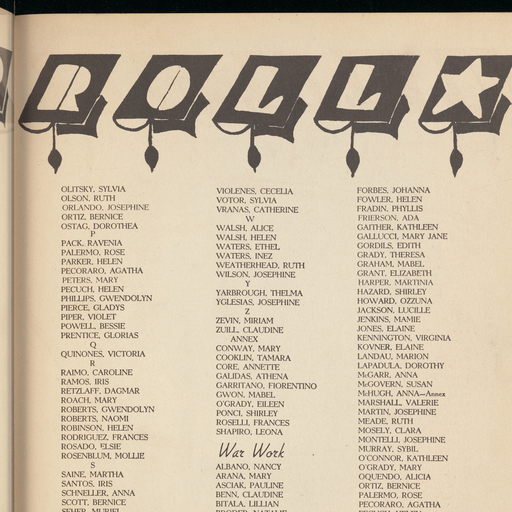 ROLL
OLITSKY, SYLVIA
OLSON, RUTH
ORLANDO, JOSEPHINE
ORTIZ, BERNICE
OSTAG, DOROTHEA
P
PACK, RAVENIA
PALERMO, ROSE
PARKER, HELEN
PECORARO, AGATHA
PETERS, MARY
PECUCH, HELEN
PHILLIPS, GWENDOLYN
PIERCE, GLADYS
PIPER, VIOLET
POWELL, BESSIE
PRENTICE, GLORIAS
Q
QUINONES, VICTORIA
R
RAIMO, CAROLINE
RAMOS, IRIS
RETZLAFF, DAGMAR
ROACH, MARY
ROBERTS, GWENDOLYN
ROBERTS, NAOMI
ROBINSON, HELEN
RODRIGUEZ, FRANCES
ROSADO, ELSIE
ROSENBLUM, MOLLIE
S
SAINE, MARTHA
SANTOS, IRIS
SCHNELLER, ANNA
SCOTT, BERNICE
VIOLENES, CECELIA
VOTOR, SYLVIA
VRANAS, CATHERINE
W
WALSH, ALICE
WALSH, HELEN
WATERS, ETHEL
WATERS, INEZ
WEATHERHEAD, RUTH
WILSON, JOSEPHINE
Y
YARBROUGH, THELMA
YGLESIAS, JOSEPHINE
Z
ZEVIN, MIRIAM
ZUILL, CLAUDINE
ANNEX
CONWAY, MARY
COOKLIN, TAMARA
CORE, ANNETTE
GALIDAS, ATHENA
GARRITANO, FIORENTINO
GWON, MABEL
O'GRADY, EILEEN
PONCI, SHIRLEY
ROSELLI, FRANCES
SHAPIRO, LEONA
War Work
ALBANO, NANCY
ARANA, MARY
ASCIAK, PAULINE
BENN, CLAUDINE
BITALA, LILLIAN
FORBES, JOHANNA
FOWLER, HELEN
FRADIN, PHYLLIS
FRIERSON, ADA
GAITHER, KATHLEEN
GALLUCCI, MARY JANE
GORDILS, EDITH
GRADY, THERESA
GRAHAM, MABEL
GRANT, ELIZABETH
HARPER, MARTINIA
HAZARD, SHIRLEY
HOWARD, OZZUNA
JACKSON, LUCILLE
JENKINS, MAMIE
JONES, ELAINE
KENNINGTON, VIRGINIA
KOVNER, ELAINE
LANDAU, MARION
LAPADULA, DOROTHY
McGARR, ANNA
McGOVERN, SUSAN
McHUGH, ANNA—Annex
MARSHALL, VALERIE
MARTIN, JOSEPHINE
MEADE, RUTH
MOSELY, CLARA
MONTELLI, JOSEPHINE
MURRAY, SYBIL
O'CONNOR, KATHLEEN
O'GRADY, MARY
OQUENDO, ALICIA
ORTIZ, BERNICE
PALERMO, ROSE
PECORARO, AGATHA